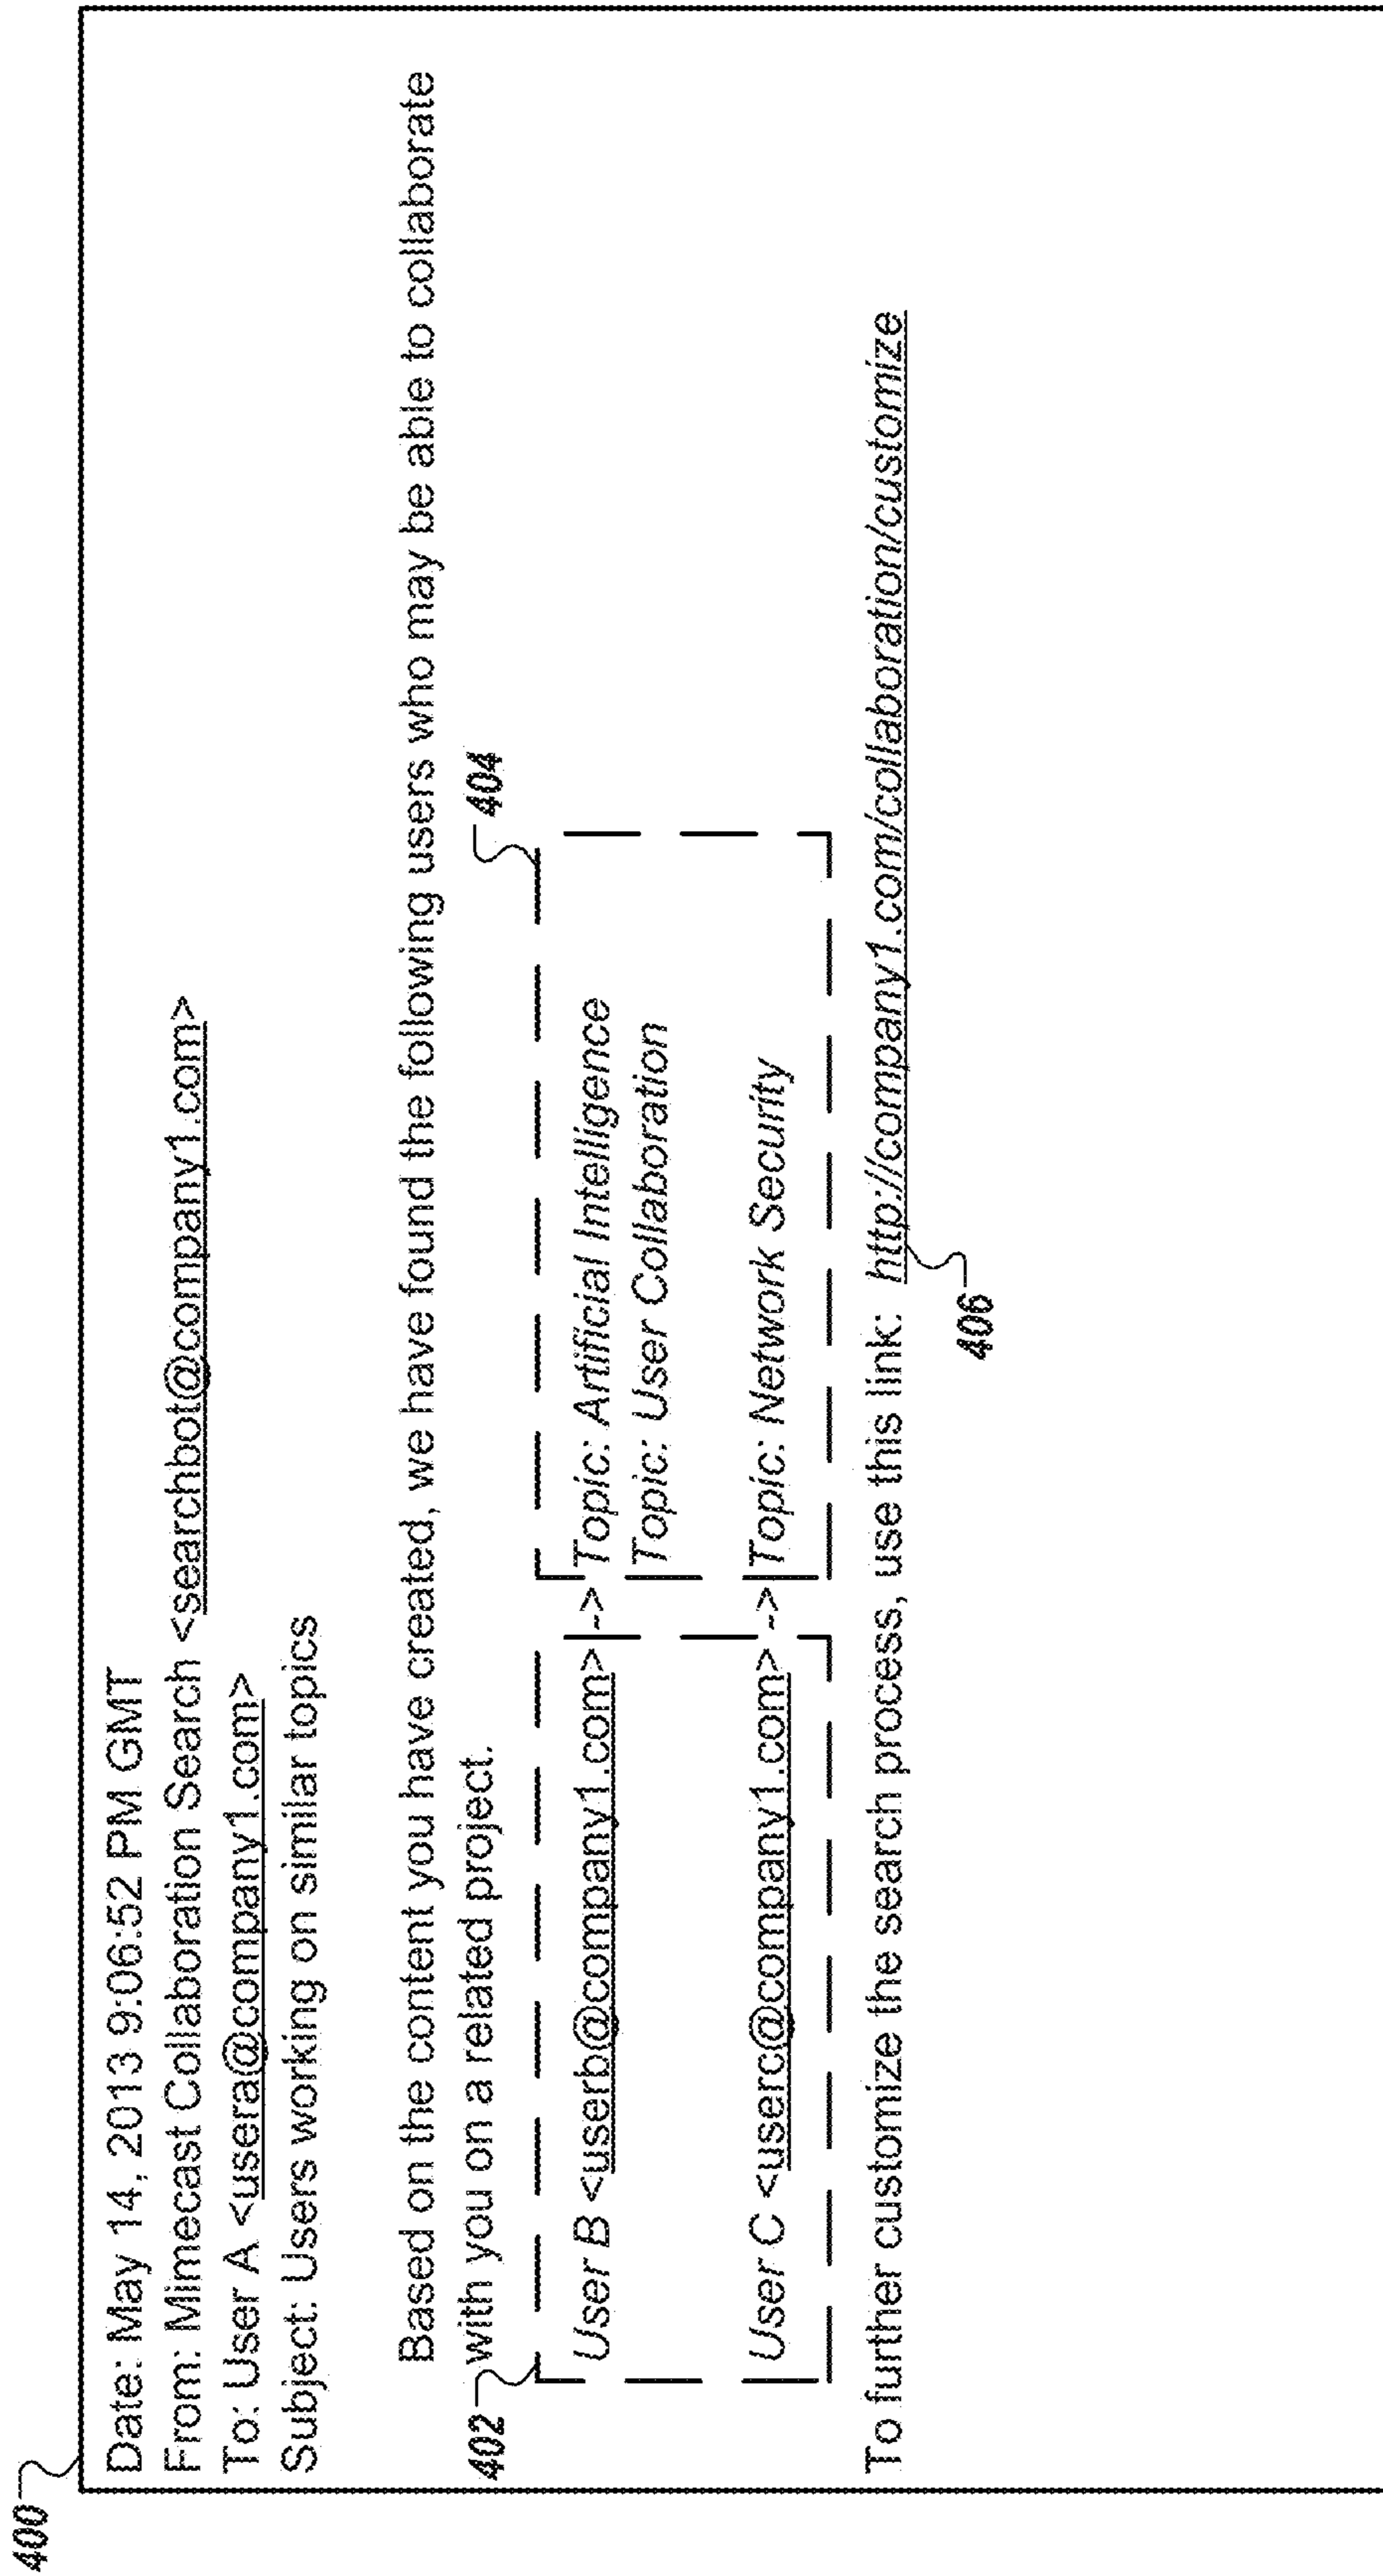 400
Date: May 14, 2013 9:06:52 PM GMT
From: Mimecast Collaboration Search <searchbot@company1.com>
To: User A <usera@company1.com>
Subject: Users working on similar topics
Based on the content you have created, we have found the following users who may be able to collaborate
with you on a related project.
402
404
User B <userb@company1.com> --> Topic: Artificial Intelligence
Topic: User Collaboration
User C <userc@company1.com> --> Topic: Network Security
To further customize the search process, use this link: http://company1.com/collaboration/customize
406